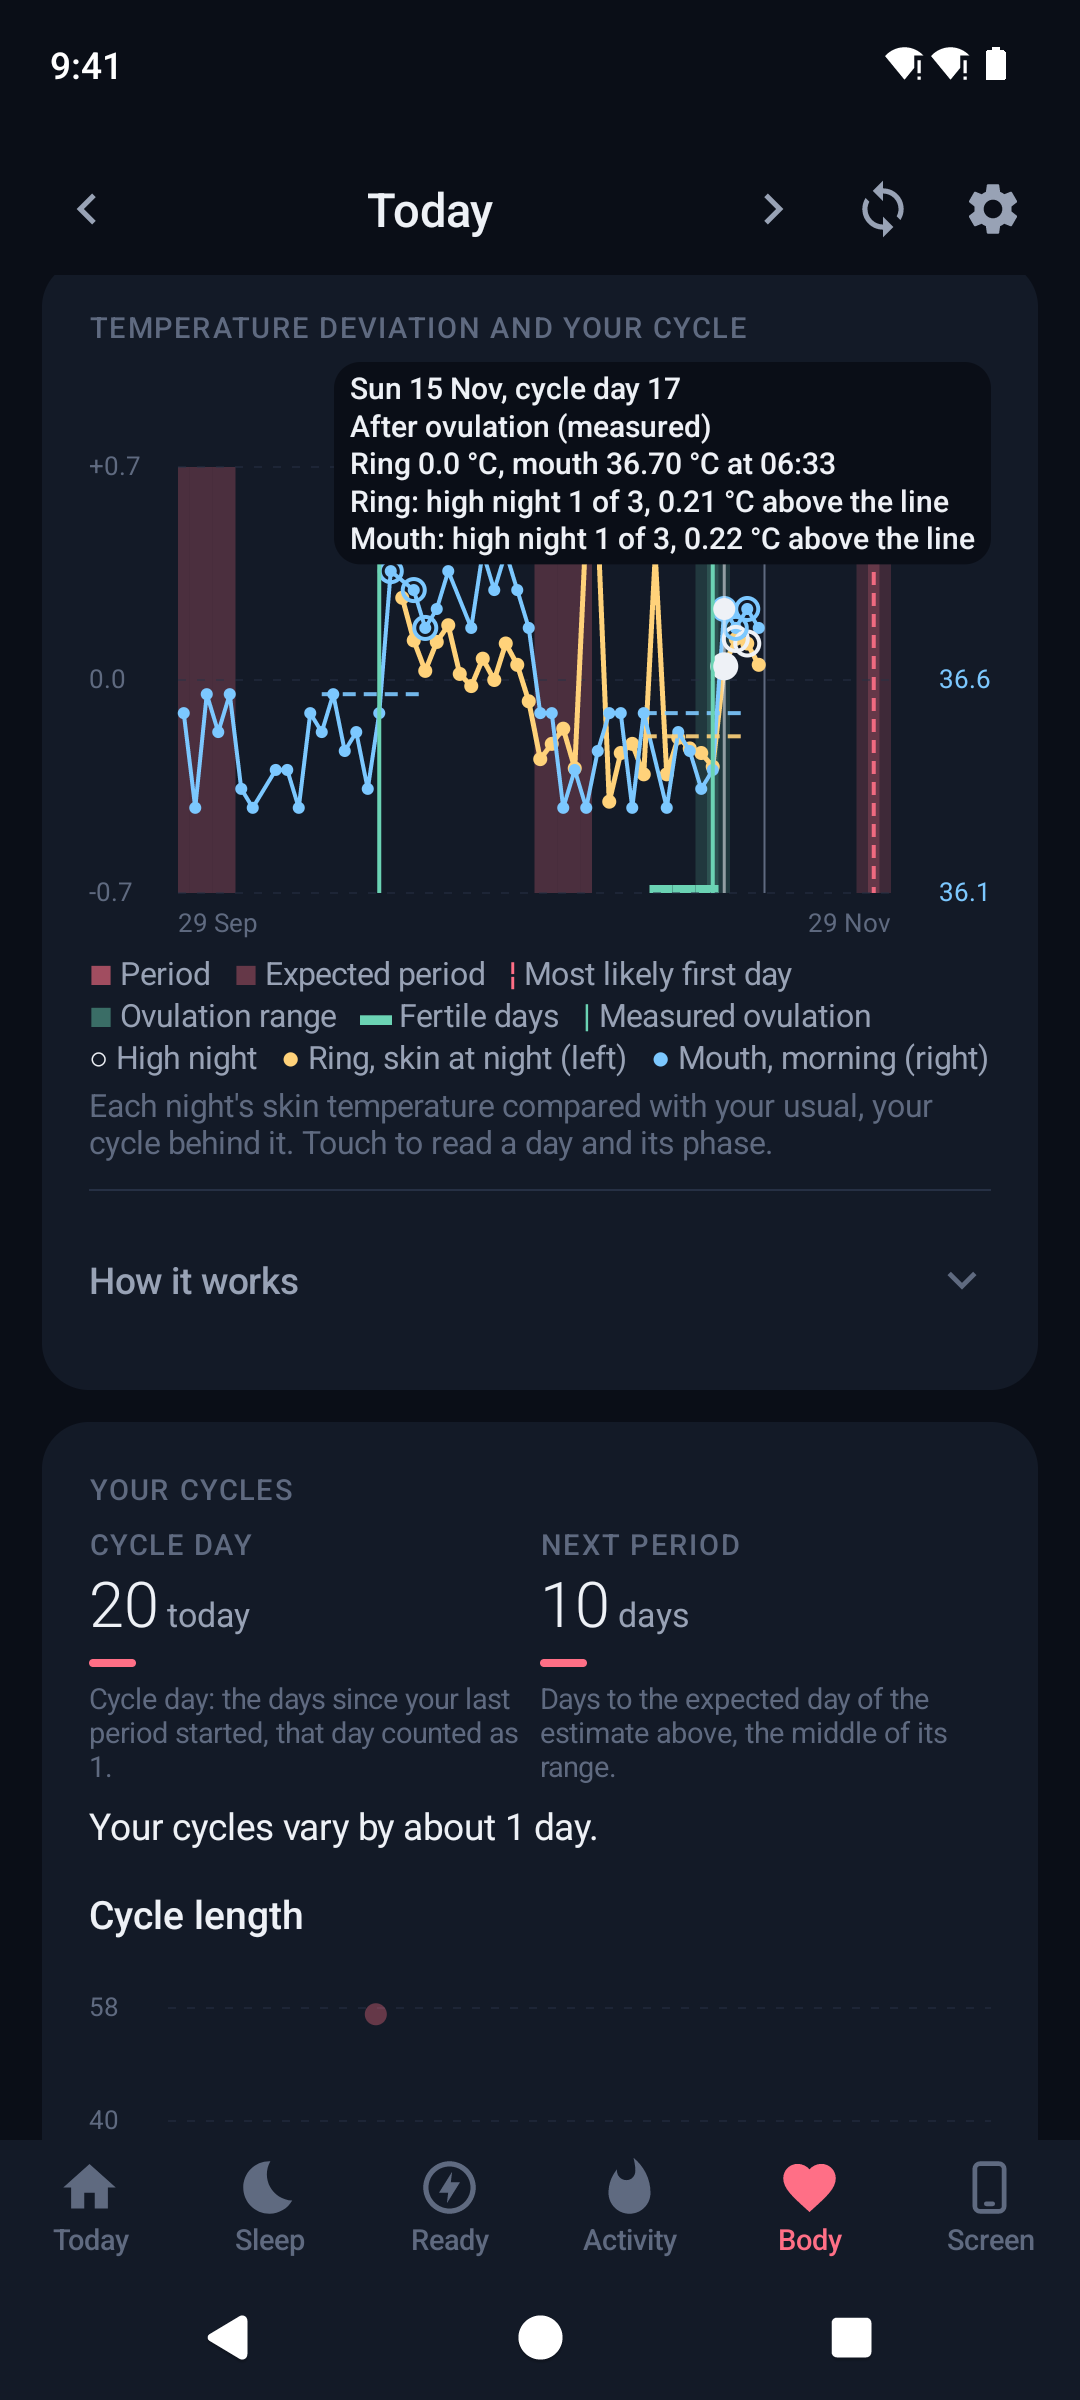 9:41
Today
TEMPERATURE DEVIATION AND YOUR CYCLE
Sun 15 Nov, cycle day 17
After ovulation (measured)
Ring 0.0 °C, mouth 36.70 °C at 06:33
Ring: high night 1 of 3, 0.21 °C above the line
Mouth: high night 1 of 3, 0.22 °C above the line
+0.7
0.0 36.6
-0.7 36.1
29 Sep 29 Nov
Period Expected period Most likely first day
Ovulation range Fertile days Measured ovulation
High night Ring, skin at night (left) Mouth, morning (right)
Each night's skin temperature compared with your usual, your
cycle behind it. Touch to read a day and its phase.
How it works
YOUR CYCLES
CYCLE DAY NEXT PERIOD
20 today 10 days
Cycle day: the days since your last
period started, that day counted as
1.
Days to the expected day of the
estimate above, the middle of its
range.
Your cycles vary by about 1 day.
Cycle length
58
40
Today Sleep Ready Activity Body Screen